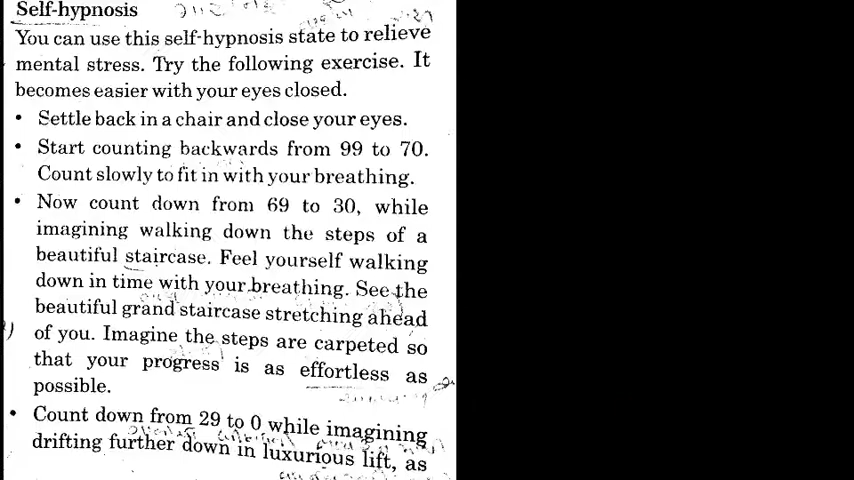 Self-hypnosis
You can use this self-hypnosis state to relieve
mental stress. Try the following exercise. It
becomes easier with your eyes closed.
• Settle back in a chair and close your eyes.
• Start counting backwards from 99 to 70.
Count slowly to fit in with your breathing.
• Now count down from 69 to 30, while
imagining walking down the steps of a
beautiful staircase. Feel yourself walking
down in time with your breathing. See the
beautiful grand staircase stretching ahead
of you. Imagine the steps are carpeted so
that your progress is as effortless as
possible.
• Count down from 29 to 0 while imagining
drifting further down in luxurious lift, as